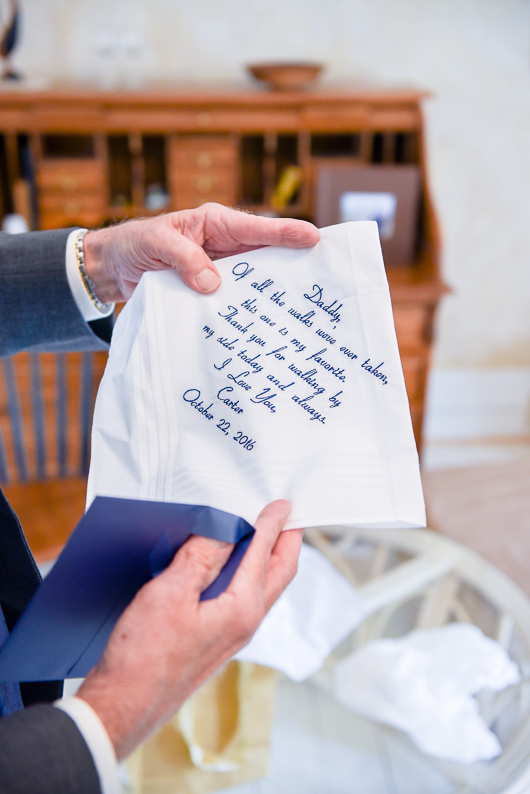 Daddy,
Of all the walks we've ever taken,
this one is my favorite.
Thank you for walking by
my side today and always.
I Love You,
Carter
October 22, 2016